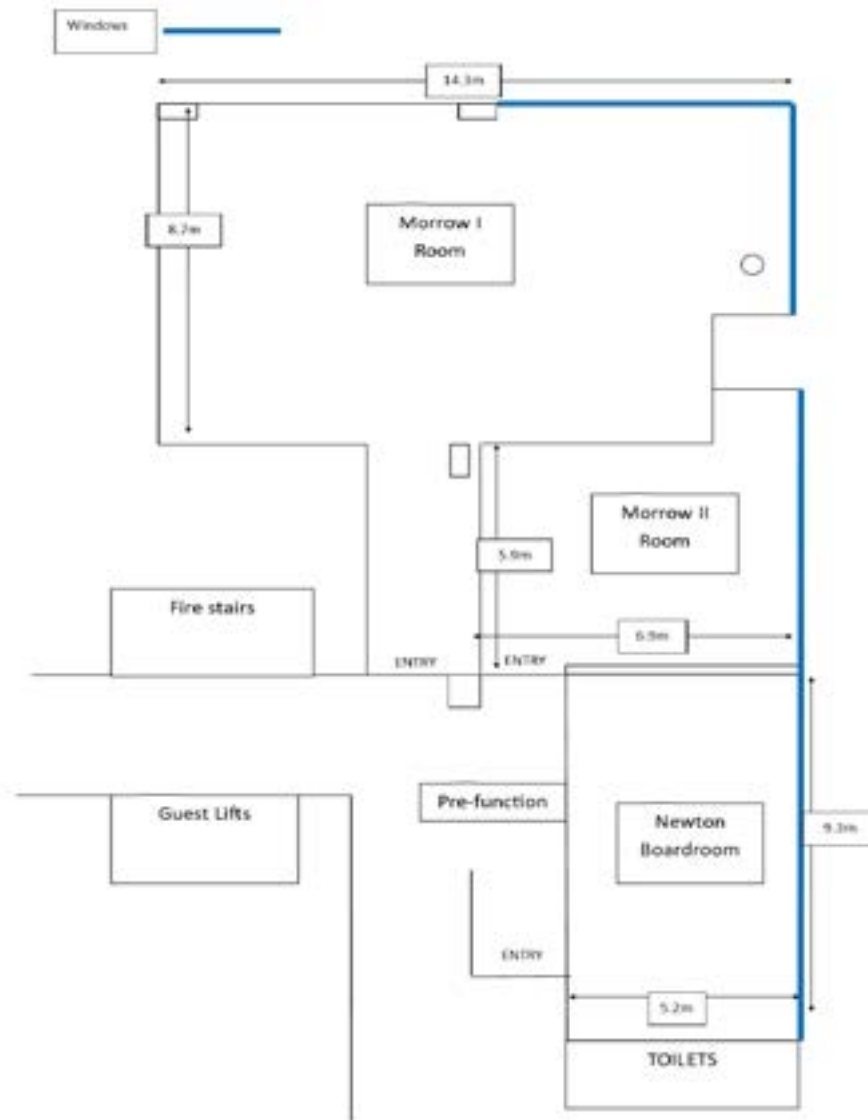 Windows
14.3m
8.7m
Morrow I
Room
Morrow II
Room
5.9m
Fire stairs
6.9m
ENTRY
ENTRY
Guest Lifts
Pre-function
Newton
Boardroom
9.3m
ENTRY
5.2m
TOILETS